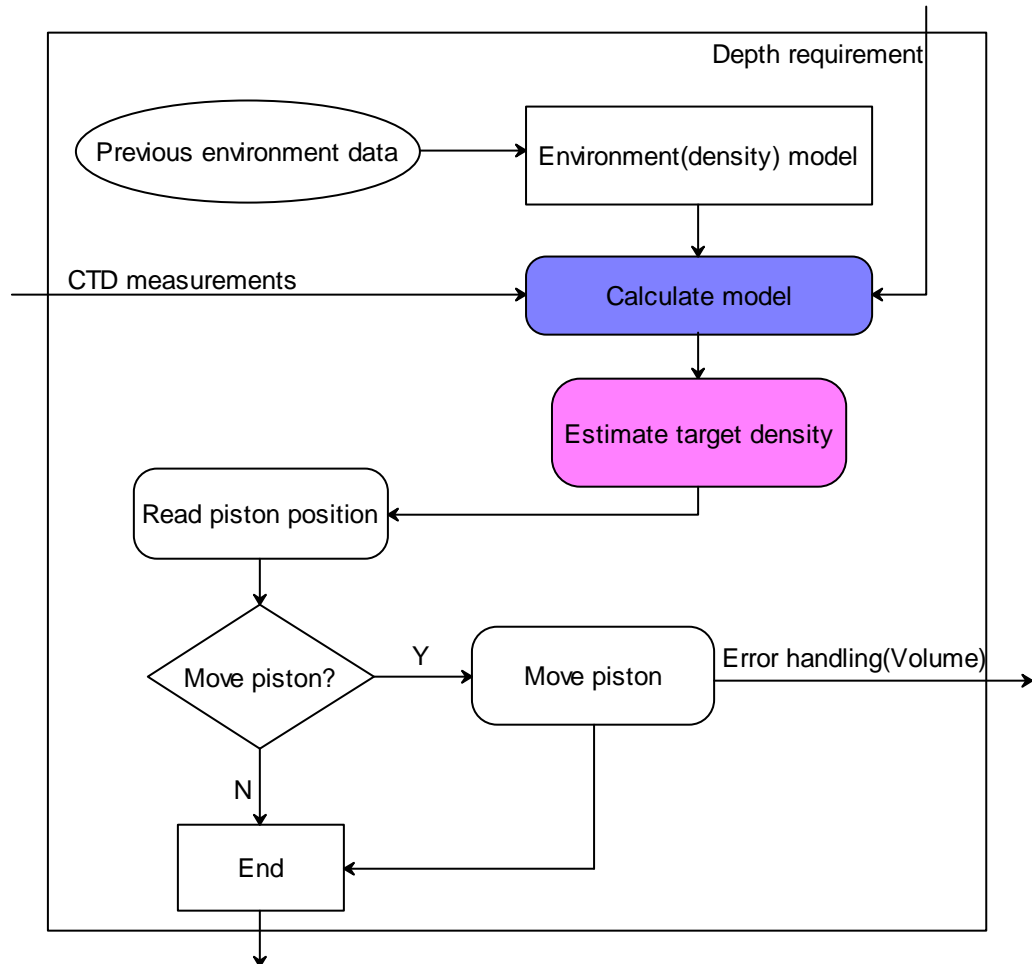 Depth requirement
Previous environment data
Environment(density) model
CTD measurements
Calculate model
Estimate target density
Read piston position
Move piston?
Y
Move piston
Error handling(Volume)
N
End